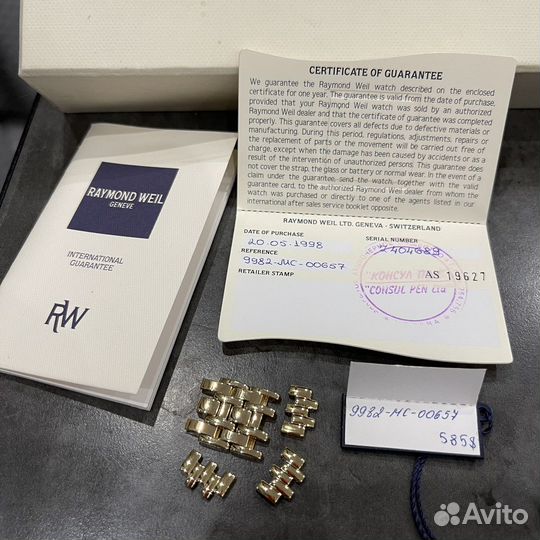 RAYMOND WEIL
GENEVE
INTERNATIONAL
GUARANTEE
RW
CERTIFICATE OF GUARANTEE
We guarantee the Raymond Weil watch described on the enclosed
certificate for one year. The guarantee is valid from the date of purchase,
provided that your Raymond Weil watch was sold by an authorized
Raymond Weil dealer and that the certificate of guarantee was completed
properly. This guarantee covers all defects due to defective materials or
manufacturing. During this period, regulations, adjustments, repairs or
the replacement of parts or the movement will be carried out free of
charge, except when the damage has been caused by accidents or as a
result of the intervention of unauthorized persons. This guarantee does
not cover the strap, the glass or battery or normal wear. In the event of a
claim under the guarantee, send the watch, together with the valid
guarantee card, to the authorized Raymond Weil dealer from whom the
watch was purchased or directly to one of the agents listed in our
international after sales service booklet opposite.
RAYMOND WEIL LTD. GENEVA - SWITZERLAND
DATE OF PURCHASE
20.05.1998
SERIAL NUMBER
2404689
REFERENCE
9982-MC-00657
AS 19627
RETAILER STAMP
"CONSUL PEN Ltd
9982-MC-00657
585$
Avito